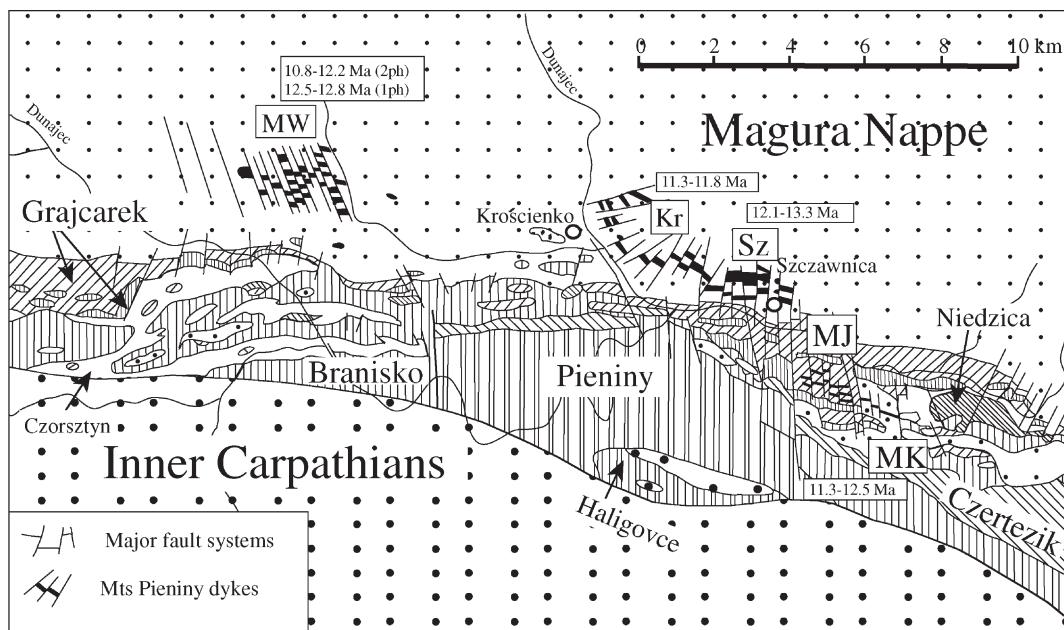 0 2 4 6 8 10 km
10.8-12.2 Ma (2ph)
12.5-12.8 Ma (1ph)
MW
Dunajec
Dunajec
Magura Nappe
11.3-11.8 Ma
Grajcarek
Krościenko
Kr
12.1-13.3 Ma
Sz
Szczawnica
Niedzica
MJ
Branisko
Pieniny
Czorsztyn
Inner Carpathians
MK
11.3-12.5 Ma
Haligovce
Czertezik
Major fault systems
Mts Pieniny dykes